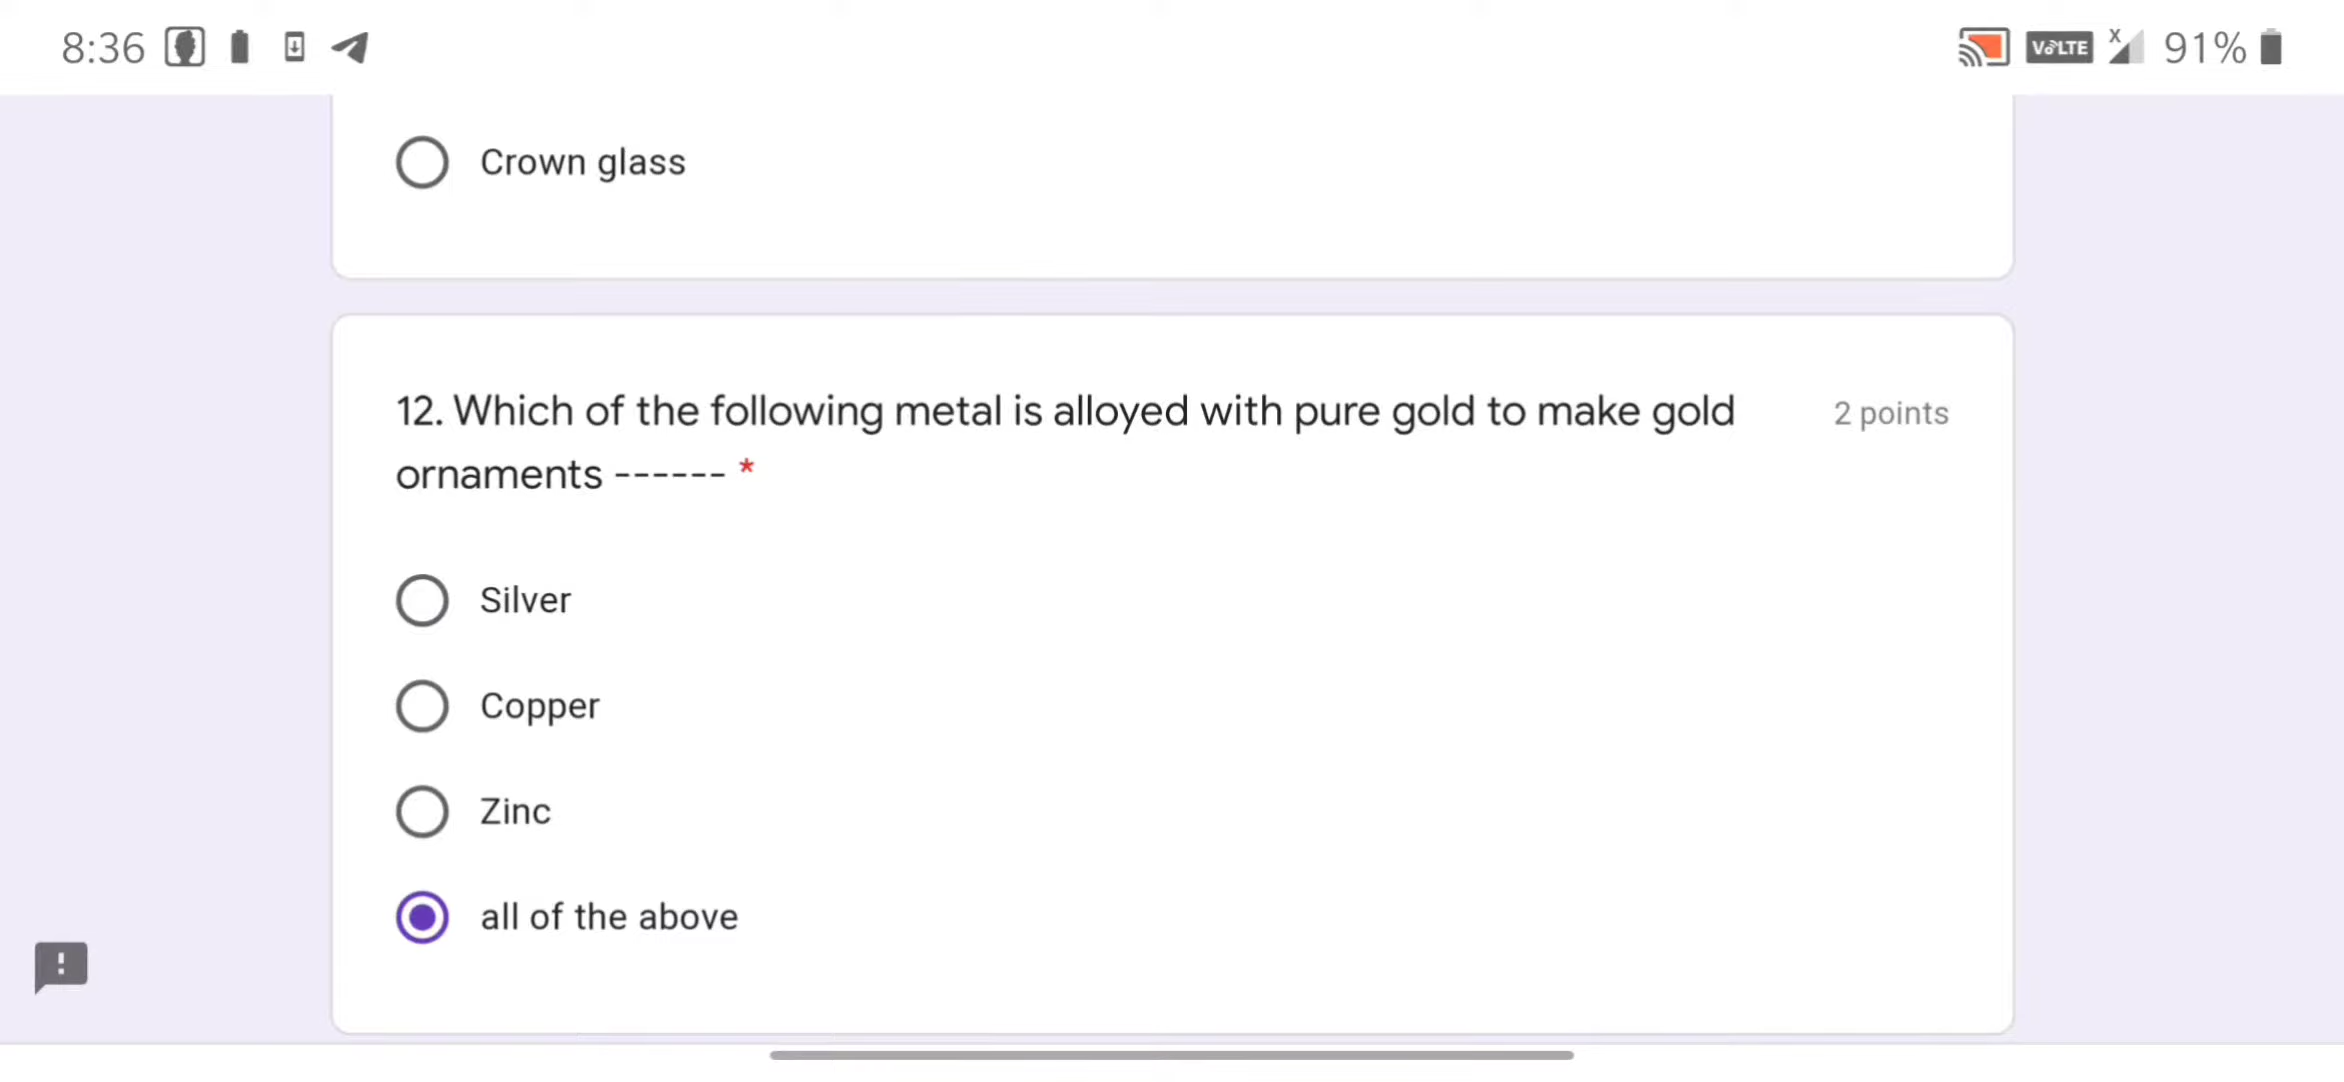 8:36 VoLTE X 91%
Crown glass
12. Which of the following metal is alloyed with pure gold to make gold 2 points
ornaments ------ *
Silver
Copper
Zinc
all of the above